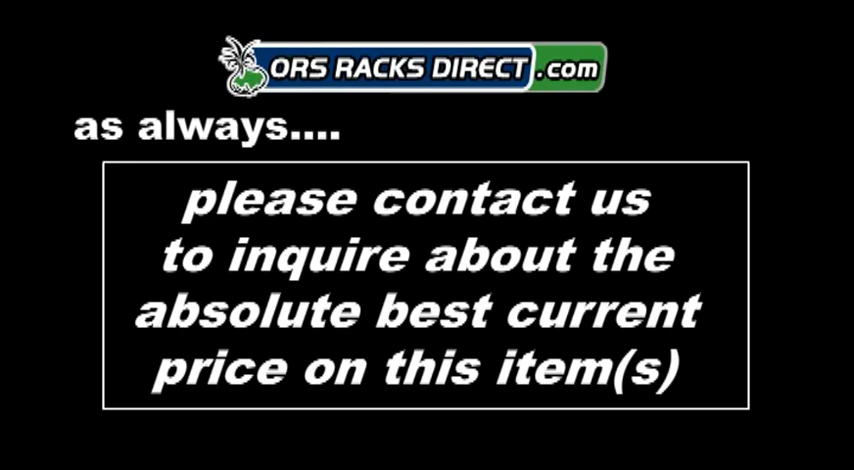 ORS RACKS DIRECT.com
as always....
please contact us
to inquire about the
absolute best current
price on this item(s)